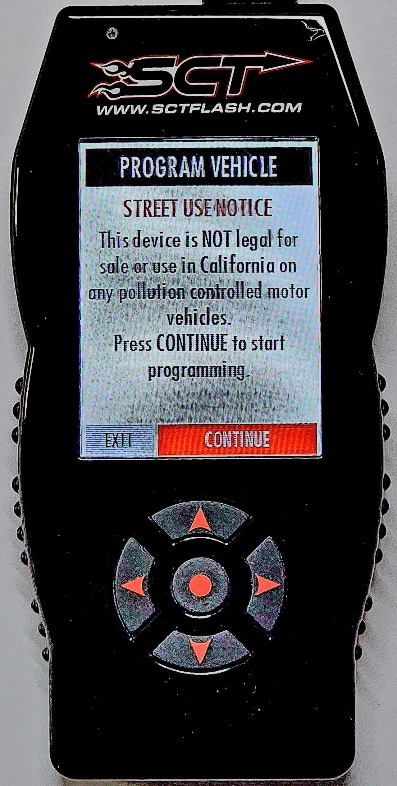 SCT
WWW.SCTFLASH.COM
PROGRAM VEHICLE
STREET USE NOTICE
This device is NOT legal for
sale or use in California on
any pollution controlled motor
vehicles.
Press CONTINUE to start
programming.
EXIT CONTINUE